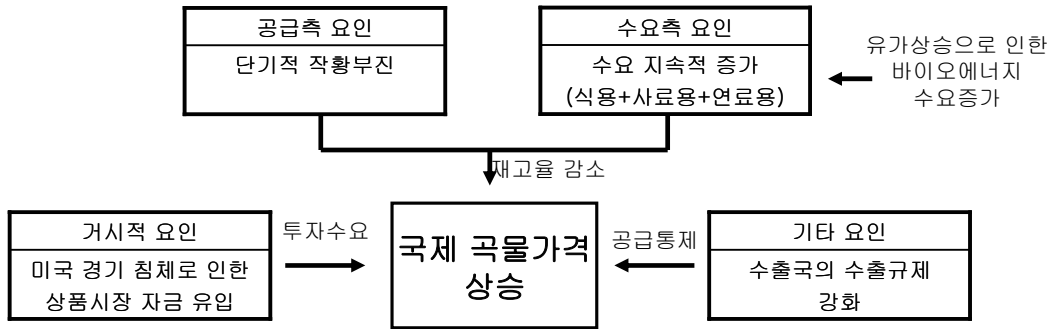 공급측 요인
단기적 작황부진
수요측 요인
수요 지속적 증가
(식용+사료용+연료용)
유가상승으로 인한
바이오에너지
수요증가
재고율 감소
거시적 요인
미국 경기 침체로 인한
상품시장 자금 유입
투자수요
국제 곡물가격
상승
공급통제
기타 요인
수출국의 수출규제
강화